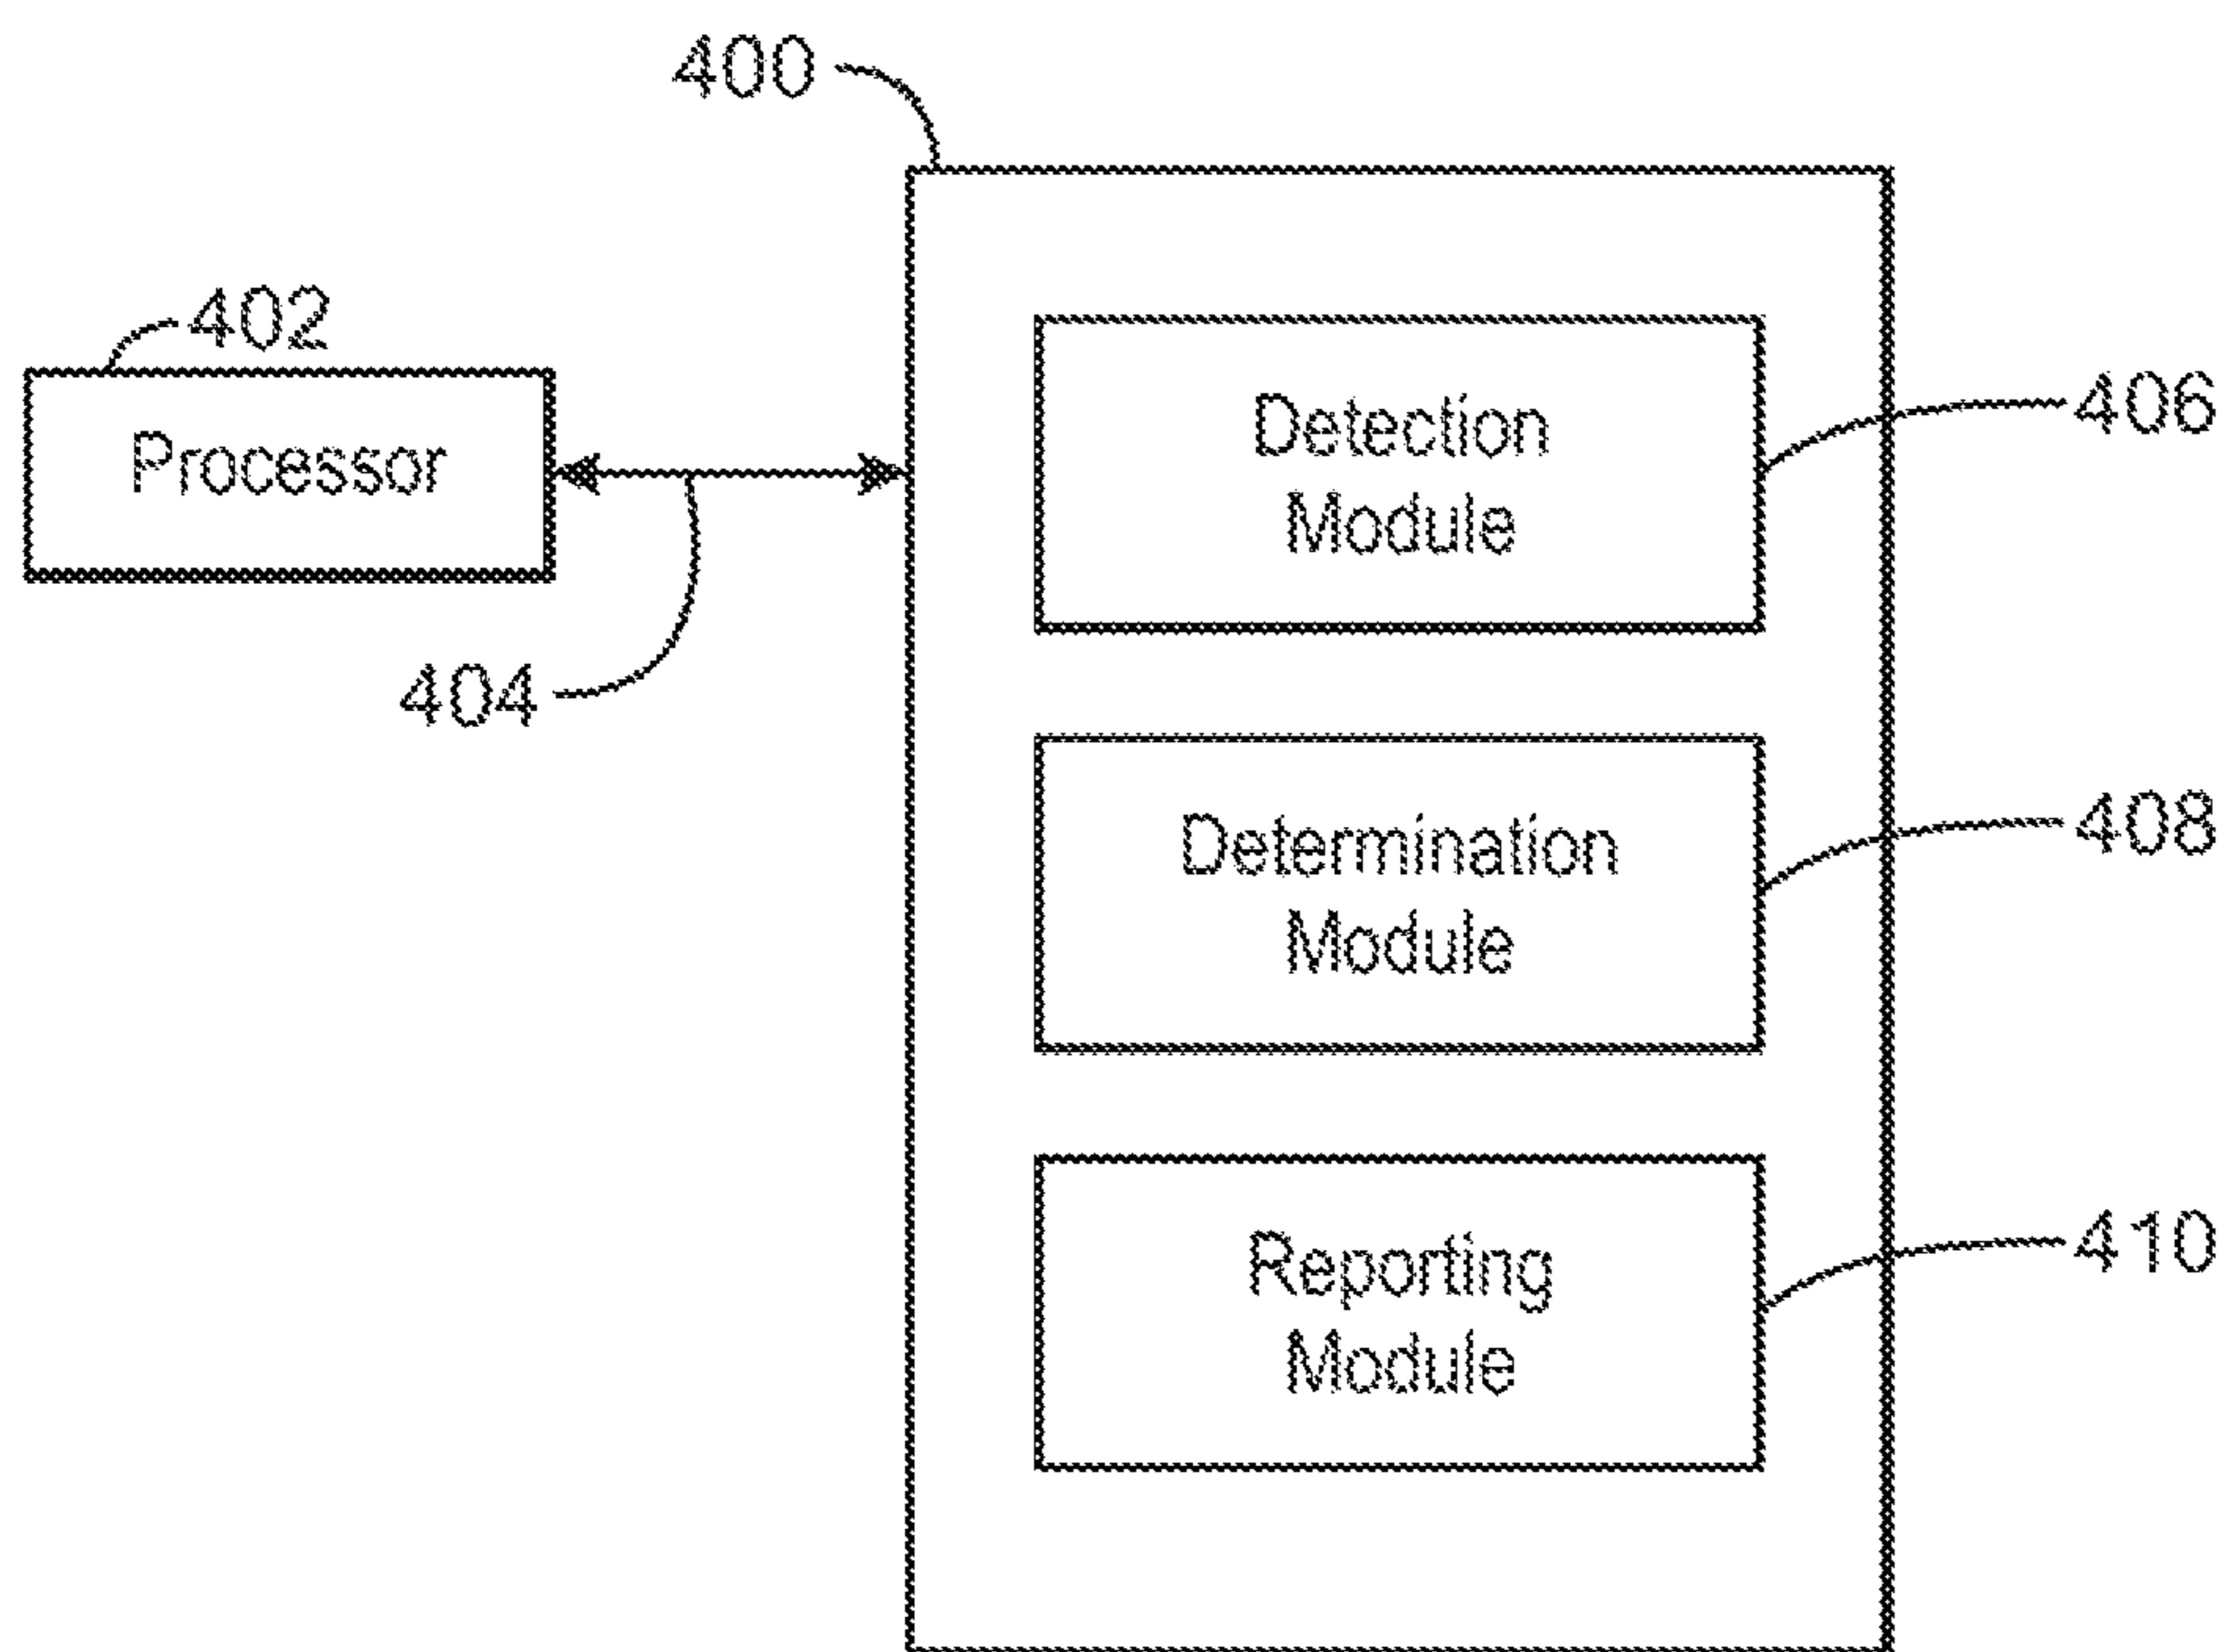 400
402
Processor
404
Detection
Module
406
Determination
Module
408
Reporting
Module
410